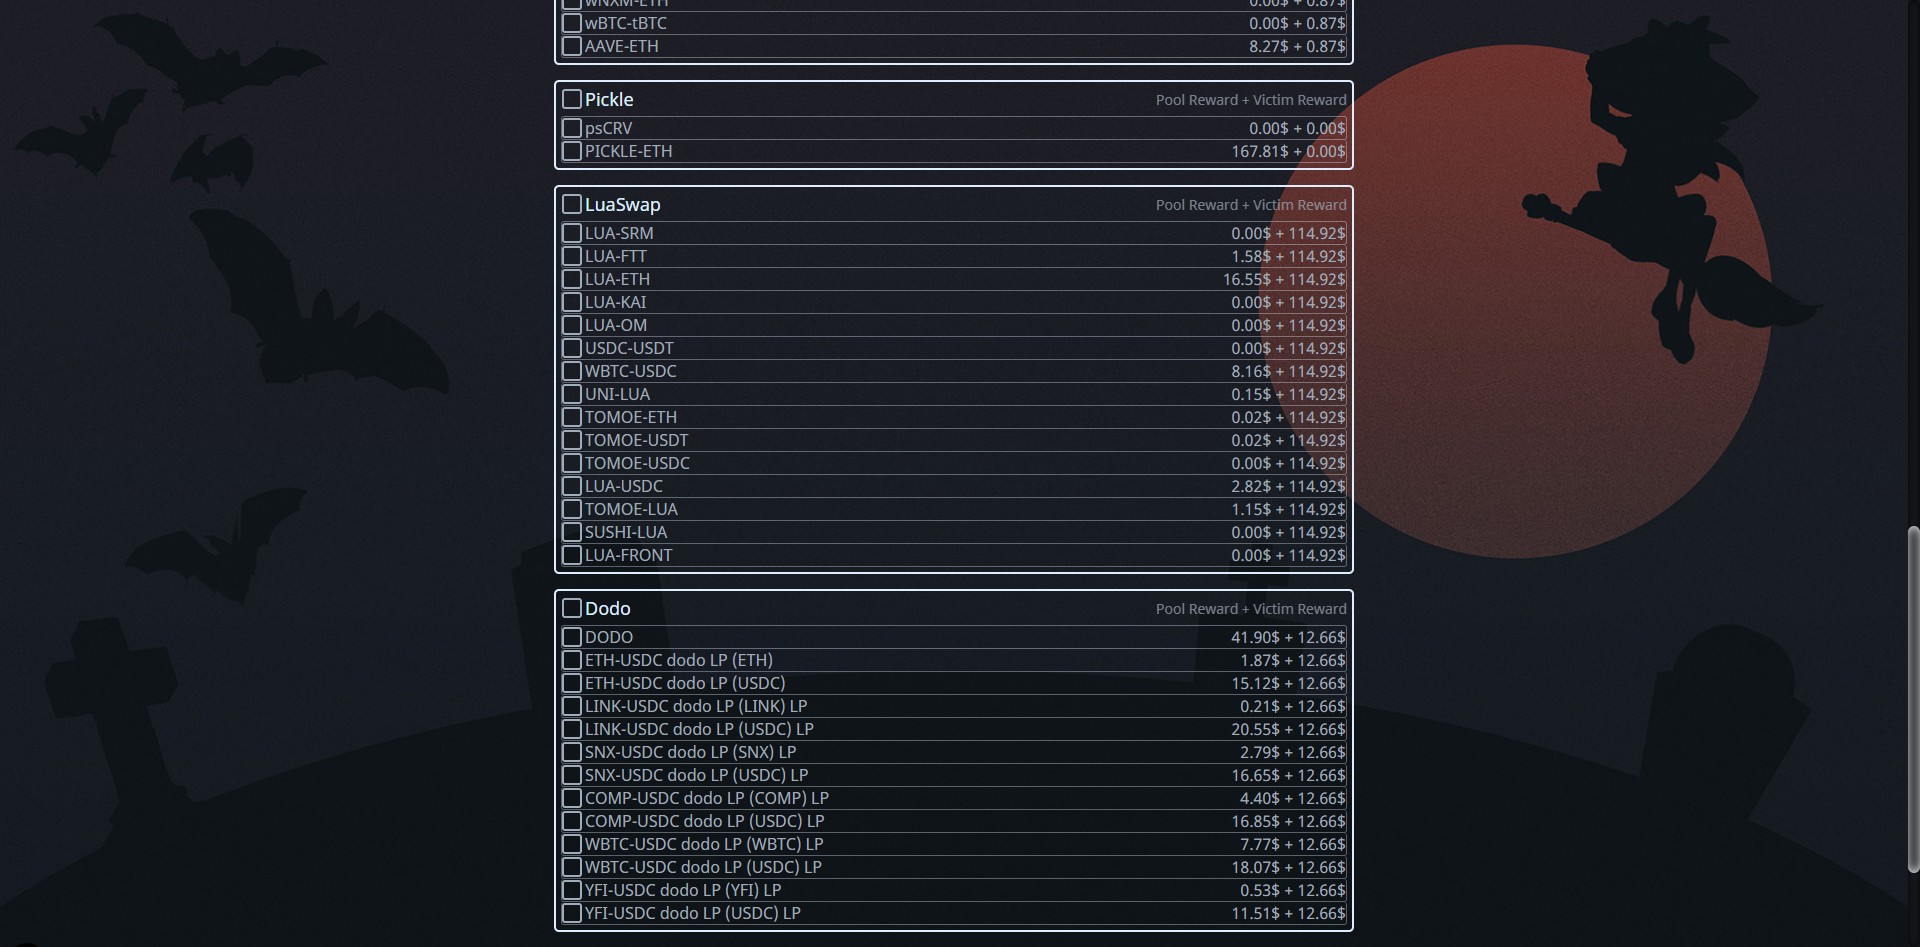 wNXM-ETH 0.00$ + 0.87$
wBTC-tBTC 0.00$ + 0.87$
AAVE-ETH 8.27$ + 0.87$
Pickle Pool Reward + Victim Reward
psCRV 0.00$ + 0.00$
PICKLE-ETH 167.81$ + 0.00$
LuaSwap Pool Reward + Victim Reward
LUA-SRM 0.00$ + 114.92$
LUA-FTT 1.58$ + 114.92$
LUA-ETH 16.55$ + 114.92$
LUA-KAI 0.00$ + 114.92$
LUA-OM 0.00$ + 114.92$
USDC-USDT 0.00$ + 114.92$
WBTC-USDC 8.16$ + 114.92$
UNI-LUA 0.15$ + 114.92$
TOMOE-ETH 0.02$ + 114.92$
TOMOE-USDT 0.02$ + 114.92$
TOMOE-USDC 0.00$ + 114.92$
LUA-USDC 2.82$ + 114.92$
TOMOE-LUA 1.15$ + 114.92$
SUSHI-LUA 0.00$ + 114.92$
LUA-FRONT 0.00$ + 114.92$
Dodo Pool Reward + Victim Reward
DODO 41.90$ + 12.66$
ETH-USDC dodo LP (ETH) 1.87$ + 12.66$
ETH-USDC dodo LP (USDC) 15.12$ + 12.66$
LINK-USDC dodo LP (LINK) LP 0.21$ + 12.66$
LINK-USDC dodo LP (USDC) LP 20.55$ + 12.66$
SNX-USDC dodo LP (SNX) LP 2.79$ + 12.66$
SNX-USDC dodo LP (USDC) LP 16.65$ + 12.66$
COMP-USDC dodo LP (COMP) LP 4.40$ + 12.66$
COMP-USDC dodo LP (USDC) LP 16.85$ + 12.66$
WBTC-USDC dodo LP (WBTC) LP 7.77$ + 12.66$
WBTC-USDC dodo LP (USDC) LP 18.07$ + 12.66$
YFI-USDC dodo LP (YFI) LP 0.53$ + 12.66$
YFI-USDC dodo LP (USDC) LP 11.51$ + 12.66$